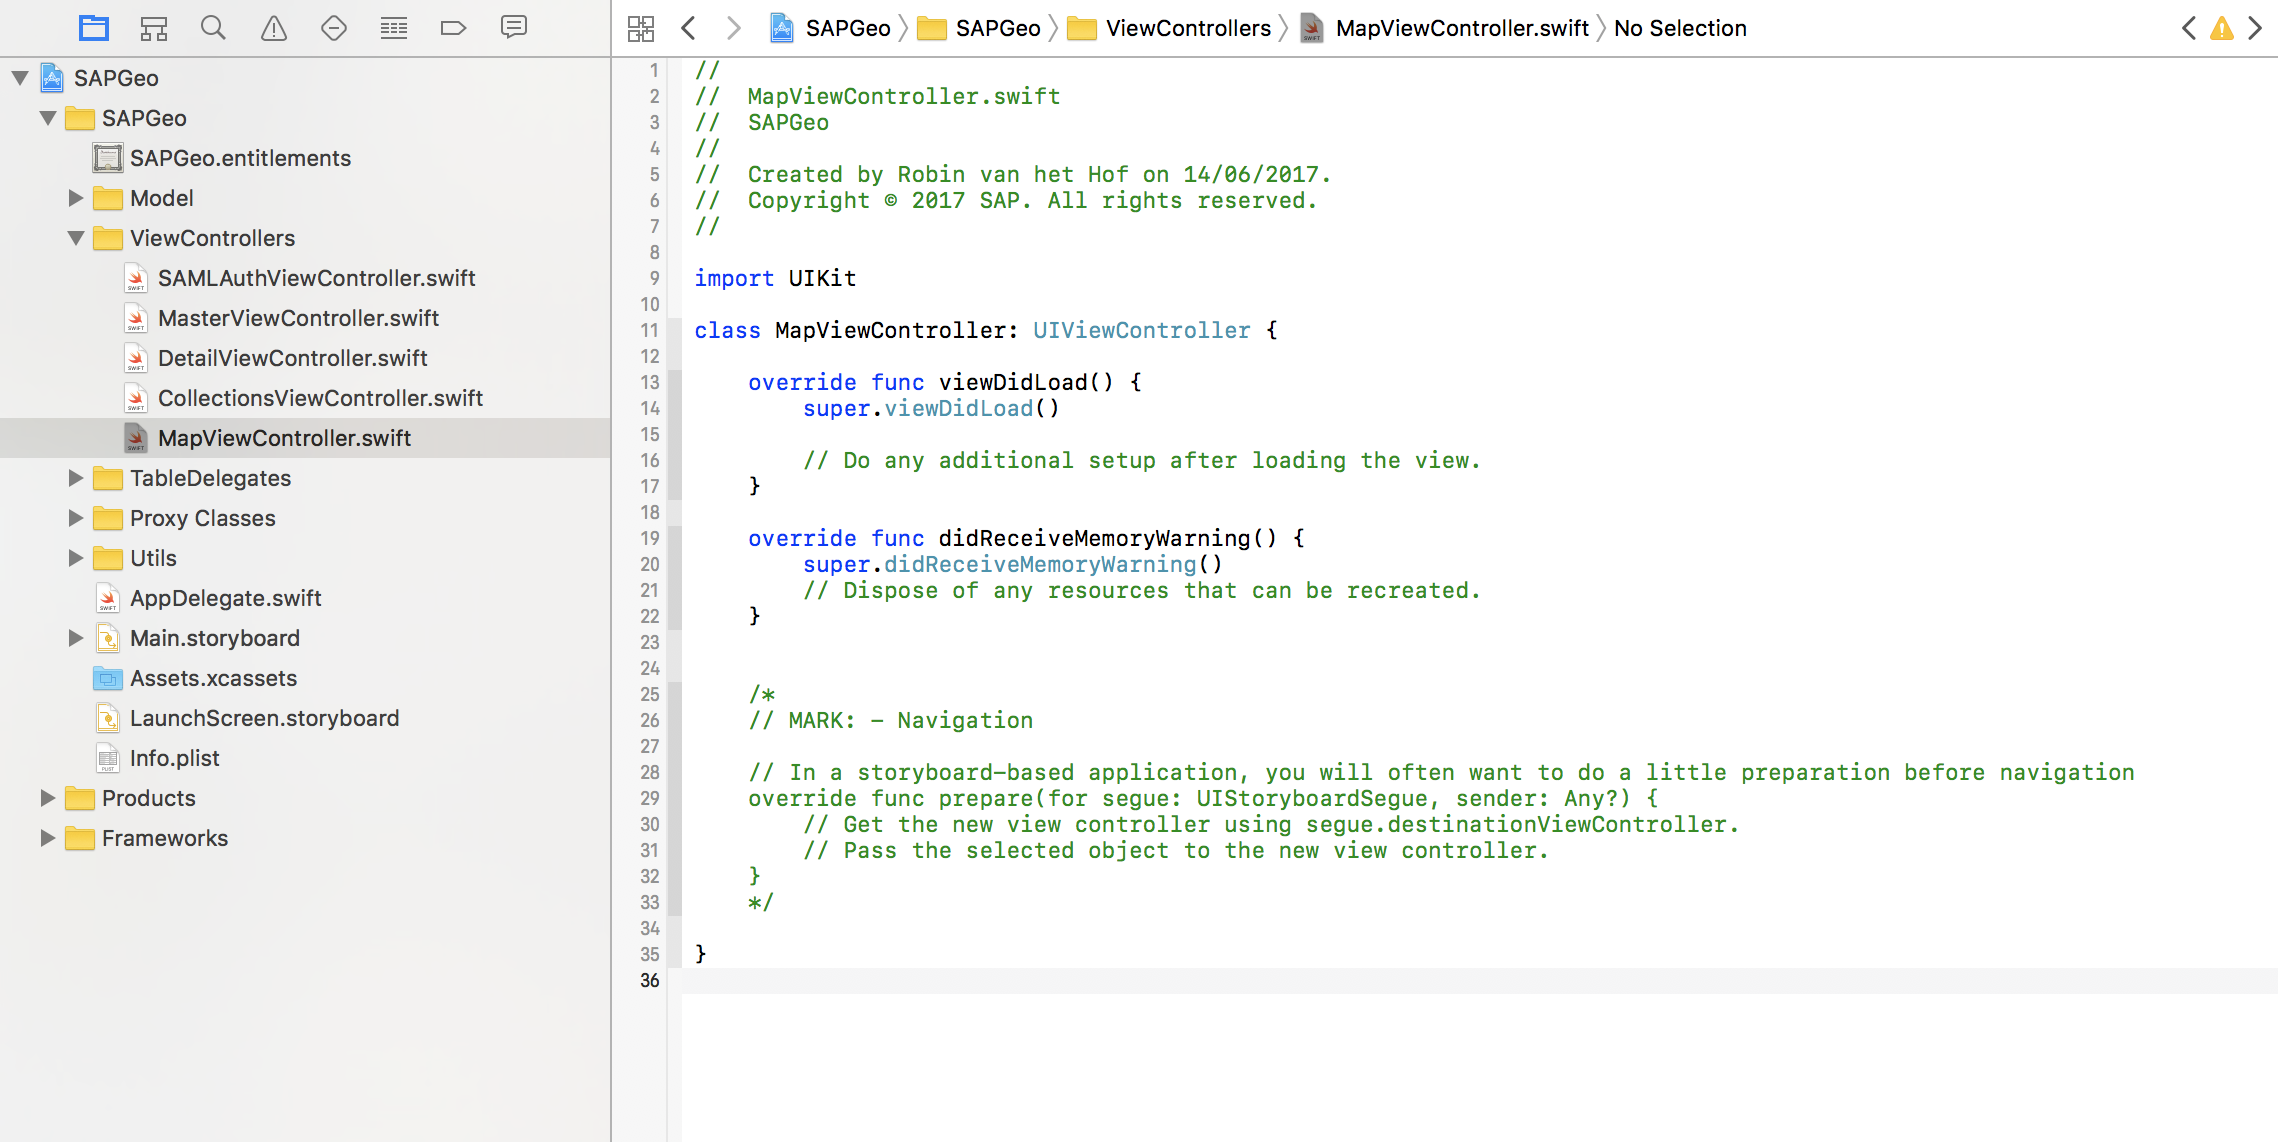 SAPGeo
SAPGeo
ViewControllers
MapViewController.swift
No Selection
SAPGeo
SAPGeo
SAPGeo.entitlements
Model
ViewControllers
SAMLAuthViewController.swift
MasterViewController.swift
DetailViewController.swift
CollectionsViewController.swift
MapViewController.swift
TableDelegates
Proxy Classes
Utils
AppDelegate.swift
Main.storyboard
Assets.xcassets
LaunchScreen.storyboard
Info.plist
Products
Frameworks
1 //
2 //  MapViewController.swift
3 //  SAPGeo
4 //
5 //  Created by Robin van het Hof on 14/06/2017.
6 //  Copyright © 2017 SAP. All rights reserved.
7 //
8
9 import UIKit
10
11 class MapViewController: UIViewController {
12
13     override func viewDidLoad() {
14         super.viewDidLoad()
15
16         // Do any additional setup after loading the view.
17     }
18
19     override func didReceiveMemoryWarning() {
20         super.didReceiveMemoryWarning()
21         // Dispose of any resources that can be recreated.
22     }
23
24
25     /*
26     // MARK: - Navigation
27
28     // In a storyboard-based application, you will often want to do a little preparation before navigation
29     override func prepare(for segue: UIStoryboardSegue, sender: Any?) {
30         // Get the new view controller using segue.destinationViewController.
31         // Pass the selected object to the new view controller.
32     }
33     */
34
35 }
36